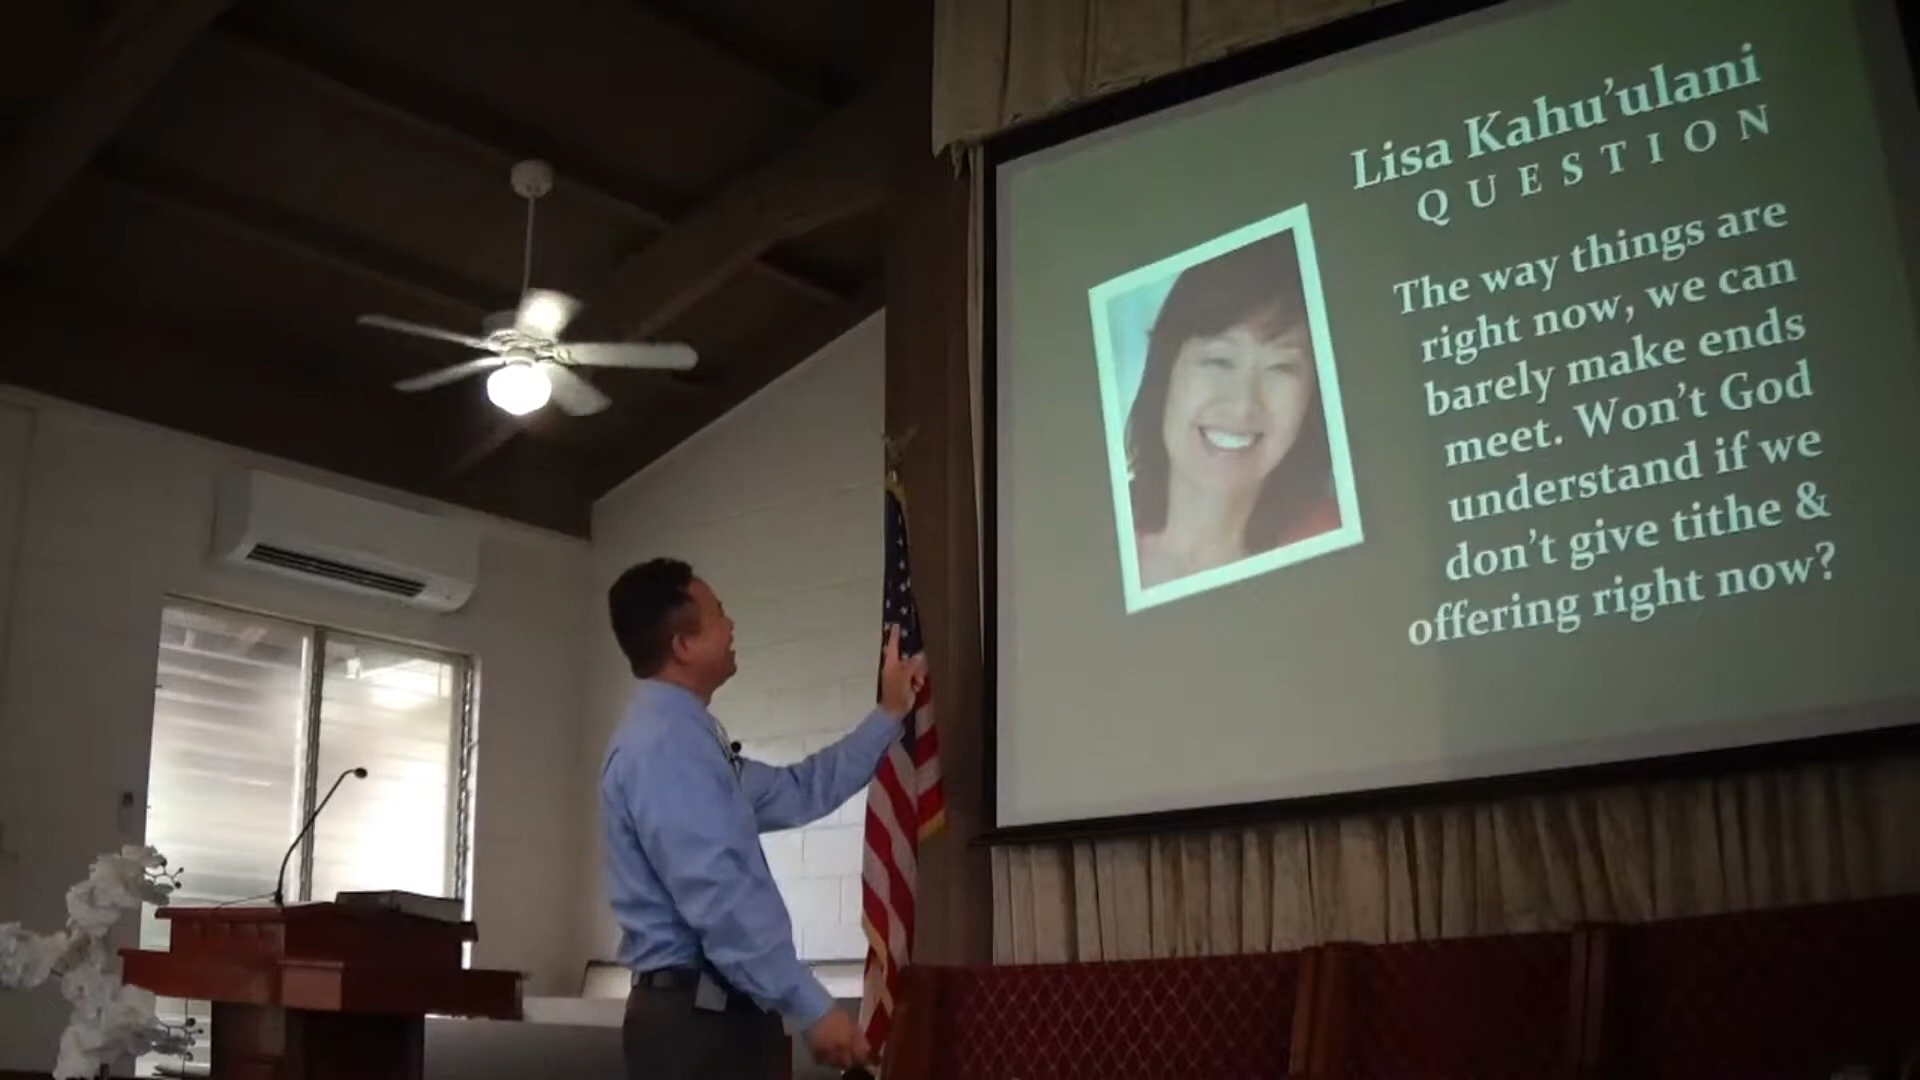 Lisa Kahu’ulani
QUESTION
The way things are
right now, we can
barely make ends
meet. Won’t God
understand if we
don’t give tithe &
offering right now?